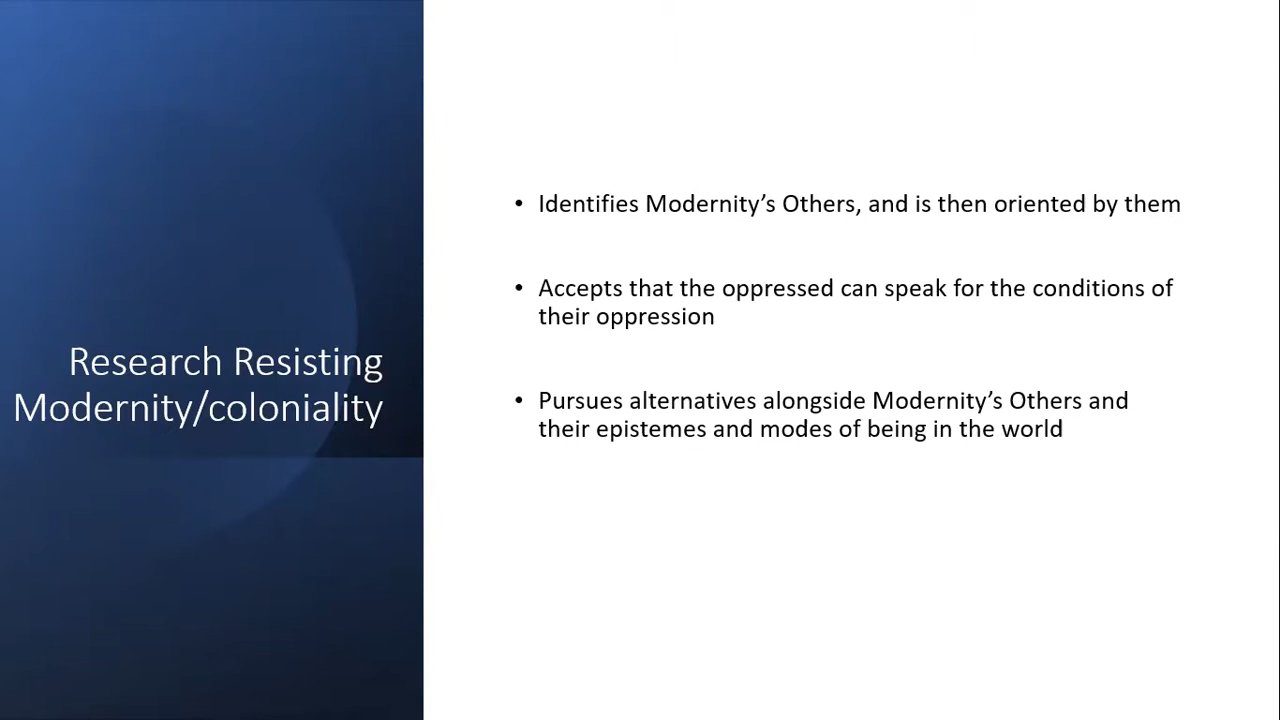 Research Resisting
Modernity/coloniality
• Identifies Modernity’s Others, and is then oriented by them
• Accepts that the oppressed can speak for the conditions of
their oppression
• Pursues alternatives alongside Modernity’s Others and
their epistemes and modes of being in the world